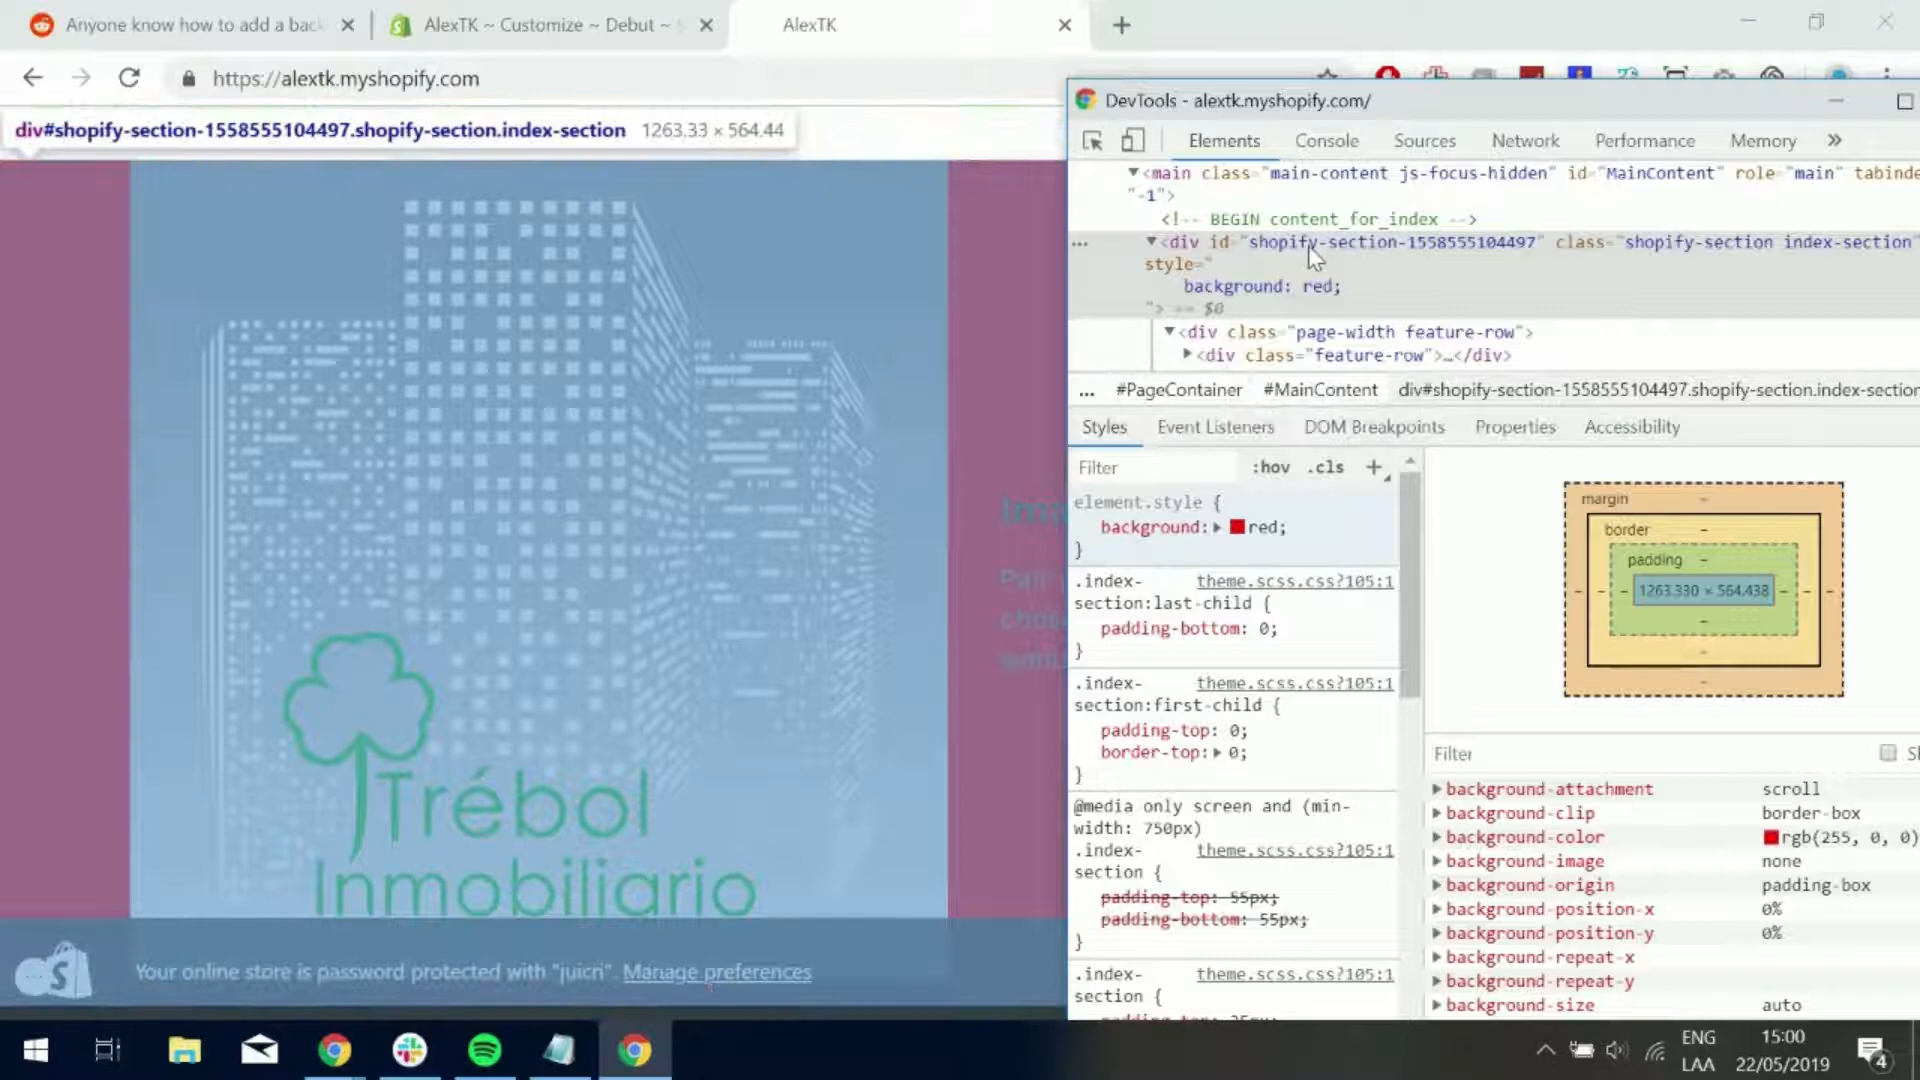 Anyone know how to add a back
AlexTK ~ Customize ~ Debut ~ S
AlexTK
https://alextk.myshopify.com
DevTools - alextk.myshopify.com/
div#shopify-section-1558555104497.shopify-section.index-section 1263.33 × 564.44
Elements Console Sources Network Performance Memory »
▼<main class="main-content js-focus-hidden" id="MainContent" role="main" tabinde
"-1">
<!-- BEGIN content_for_index -->
… ▼<div id="shopify-section-1558555104497" class="shopify-section index-section"
style="
background: red;
"> == $0
▼<div class="page-width feature-row">
▶<div class="feature-row">…</div>
... #PageContainer #MainContent div#shopify-section-1558555104497.shopify-section.index-section
Styles Event Listeners DOM Breakpoints Properties Accessibility
Filter :hov .cls +
element.style {
background: ▶ red;
}
.index- theme.scss.css?105:1
section:last-child {
padding-bottom: 0;
}
.index- theme.scss.css?105:1
section:first-child {
padding-top: 0;
border-top: ▶ 0;
}
@media only screen and (min-
width: 750px)
.index- theme.scss.css?105:1
section {
padding-top: 55px;
padding-bottom: 55px;
}
.index- theme.scss.css?105:1
section {
padding-top: 35px;
margin -
border -
padding -
- - - 1263.330 × 564.438 - - -
-
-
-
Filter Sh
▶ background-attachment scroll
▶ background-clip border-box
▶ background-color rgb(255, 0, 0)
▶ background-image none
▶ background-origin padding-box
▶ background-position-x 0%
▶ background-position-y 0%
▶ background-repeat-x
▶ background-repeat-y
▶ background-size auto
Trébol
Inmobiliario
Pair
Your online store is password protected with "juicn". Manage preferences
ENG
LAA
15:00
22/05/2019
4